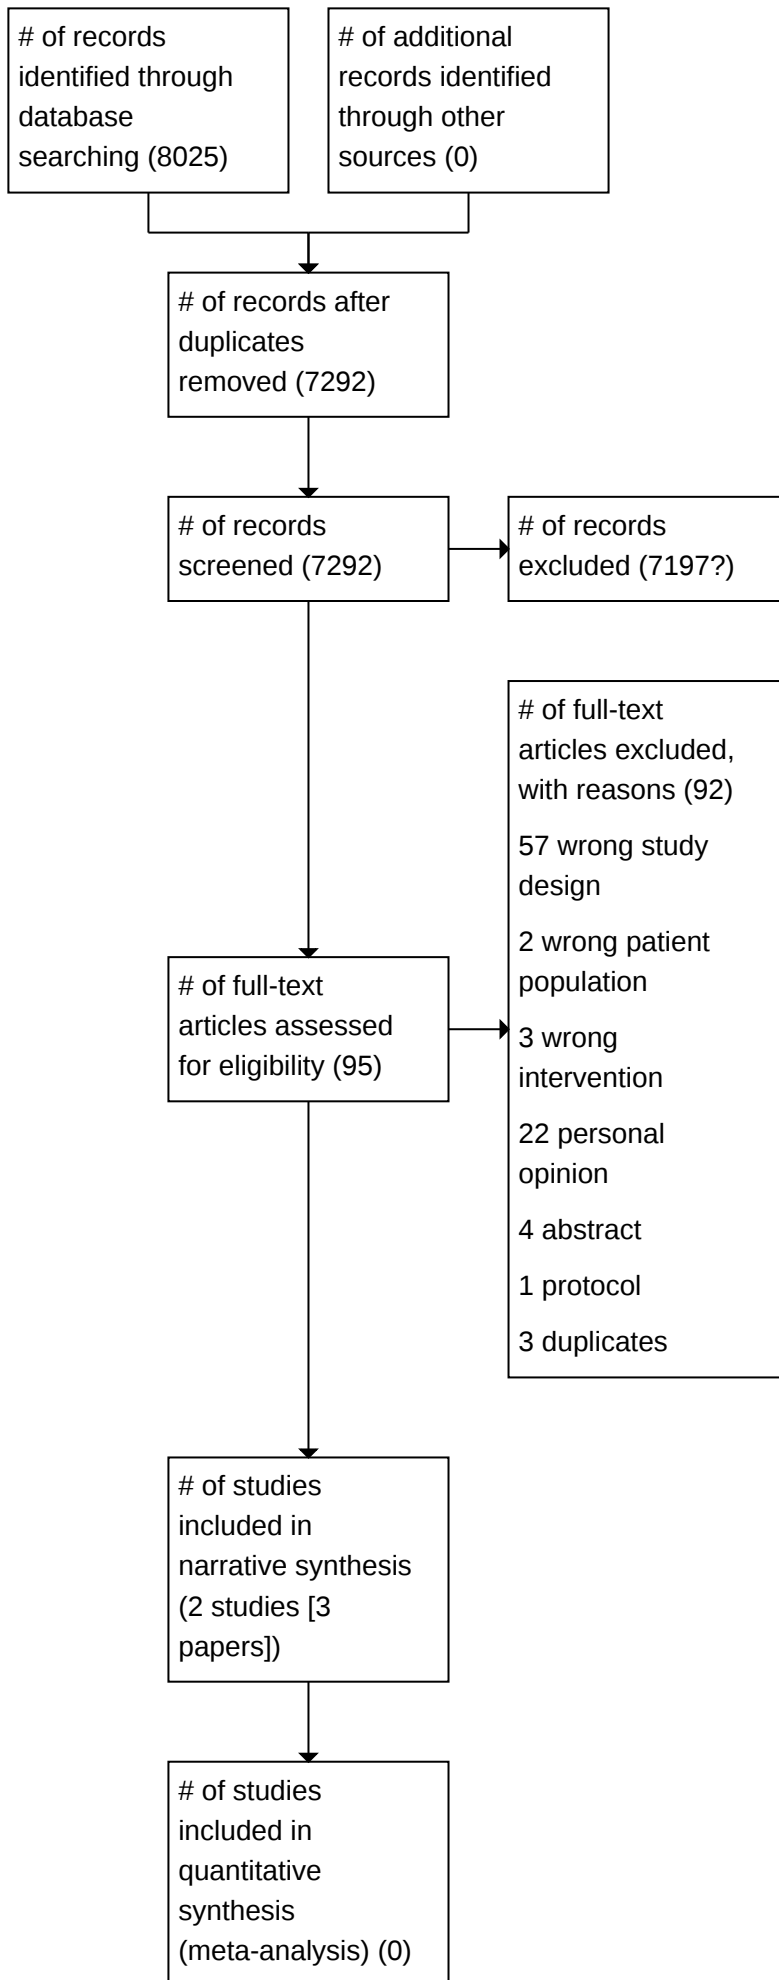 # of records
identified through
database
searching (8025)
# of additional
records identified
through other
sources (0)
# of records after
duplicates
removed (7292)
# of records
screened (7292)
# of records
excluded (7197?)
# of full-text
articles excluded,
with reasons (92)
57 wrong study
design
2 wrong patient
population
3 wrong
intervention
22 personal
opinion
4 abstract
1 protocol
3 duplicates
# of full-text
articles assessed
for eligibility (95)
# of studies
included in
narrative synthesis
(2 studies [3
papers])
# of studies
included in
quantitative
synthesis
(meta-analysis) (0)